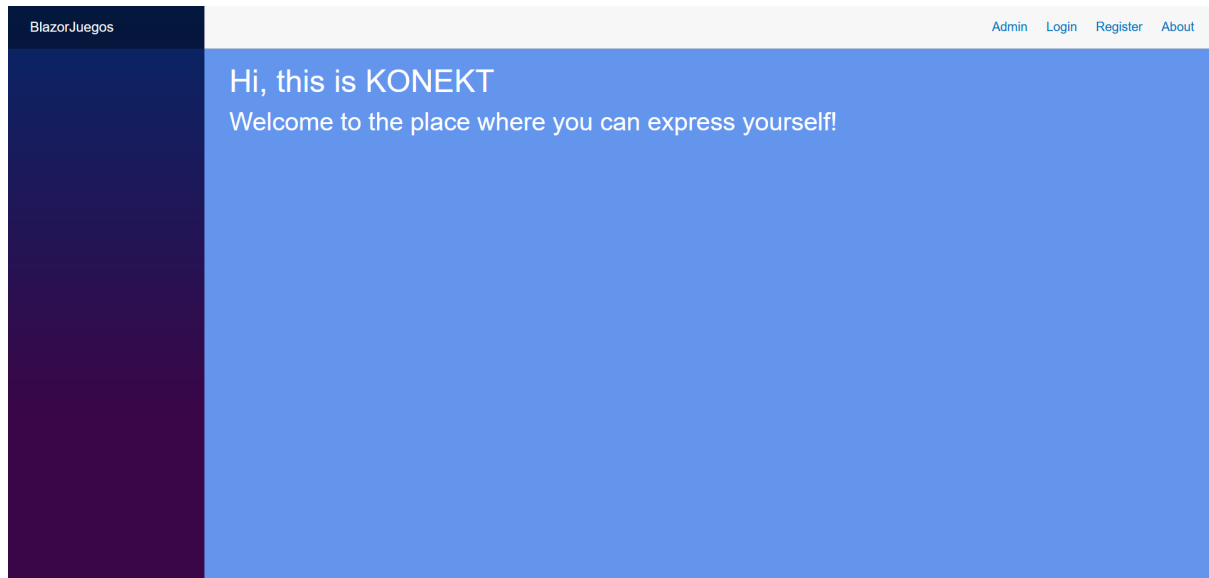 BlazorJuegos
Admin Login Register About
Hi, this is KONEKT
Welcome to the place where you can express yourself!